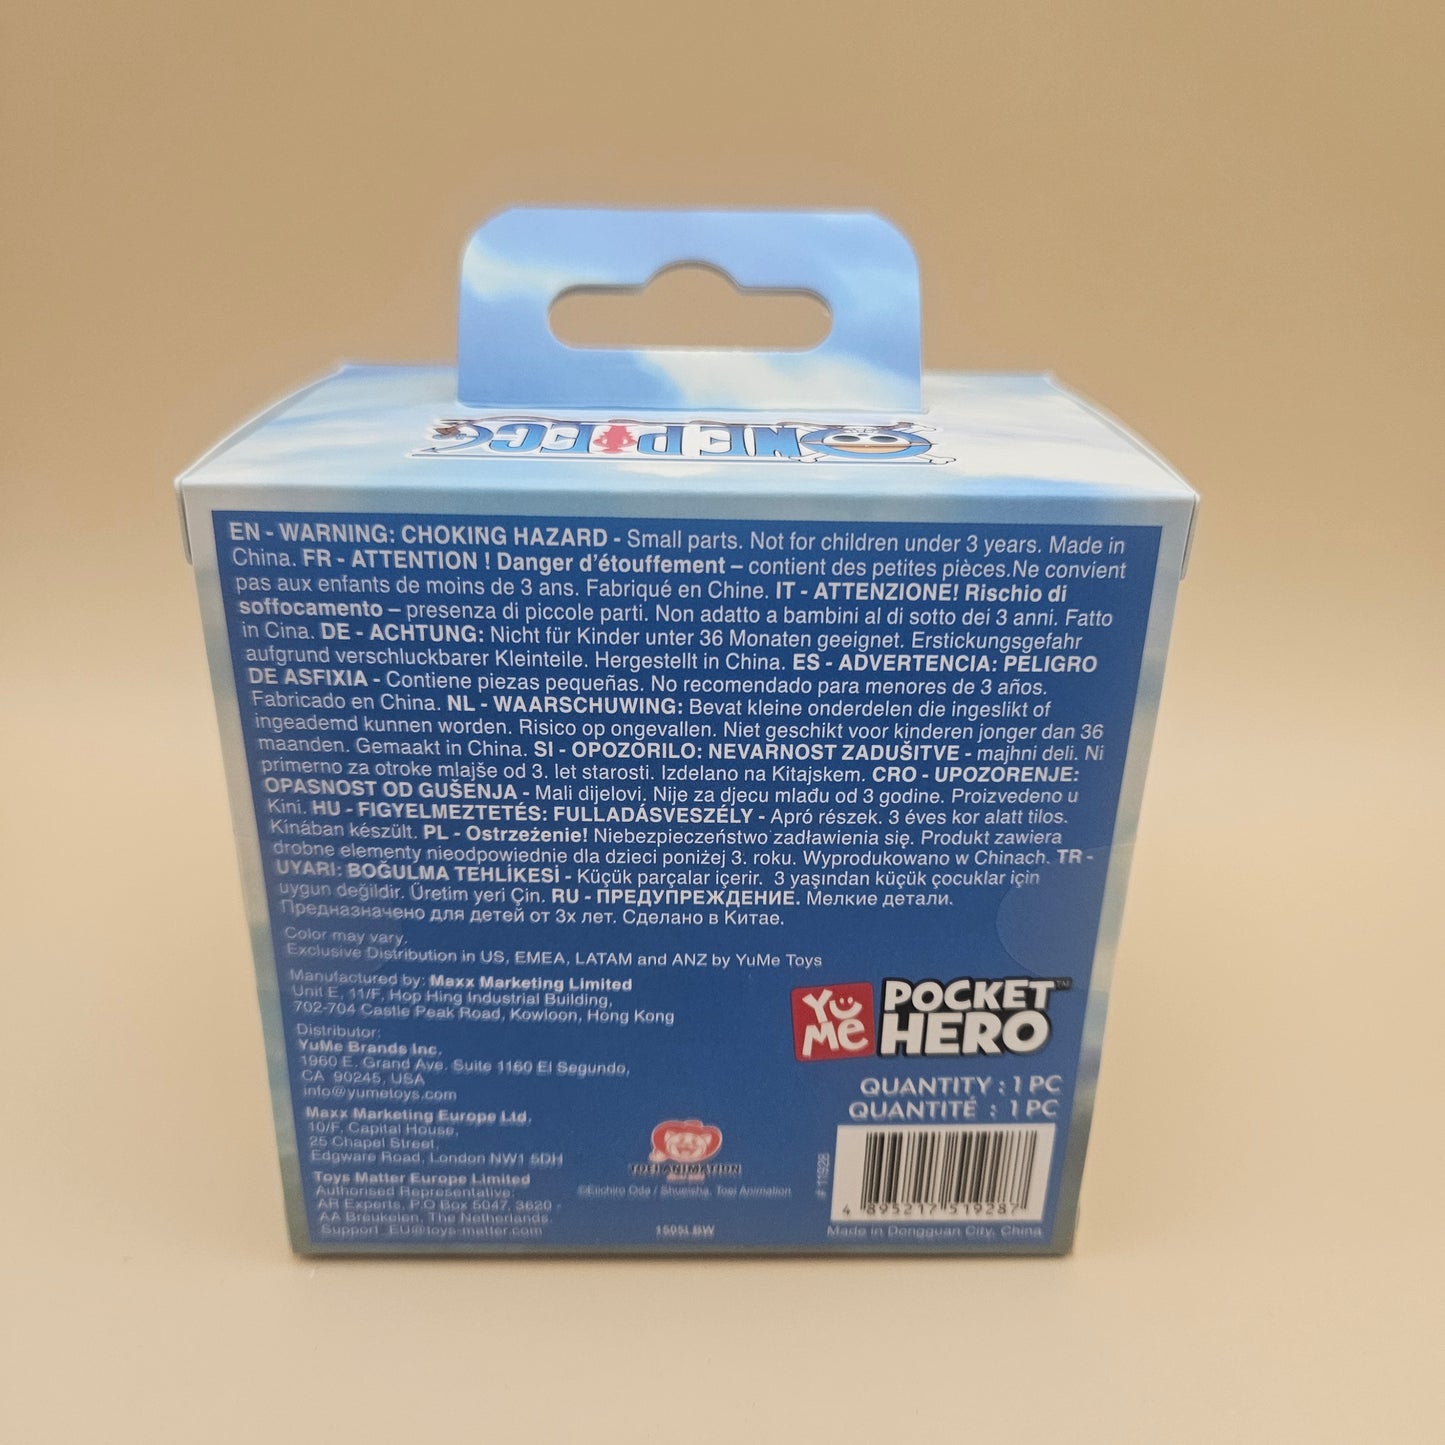 ONE PIECE
EN - WARNING: CHOKING HAZARD - Small parts. Not for children under 3 years. Made in
China. FR - ATTENTION ! Danger d'étouffement – contient des petites pièces.Ne convient
pas aux enfants de moins de 3 ans. Fabriqué en Chine. IT - ATTENZIONE! Rischio di
soffocamento – presenza di piccole parti. Non adatto a bambini al di sotto dei 3 anni. Fatto
in Cina. DE - ACHTUNG: Nicht für Kinder unter 36 Monaten geeignet. Erstickungsgefahr
aufgrund verschluckbarer Kleinteile. Hergestellt in China. ES - ADVERTENCIA: PELIGRO
DE ASFIXIA - Contiene piezas pequeñas. No recomendado para menores de 3 años.
Fabricado en China. NL - WAARSCHUWING: Bevat kleine onderdelen die ingeslikt of
ingeademd kunnen worden. Risico op ongevallen. Niet geschikt voor kinderen jonger dan 36
maanden. Gemaakt in China. SI - OPOZORILO: NEVARNOST ZADUŠITVE - majhni deli. Ni
primerno za otroke mlajše od 3. let starosti. Izdelano na Kitajskem. CRO - UPOZORENJE:
OPASNOST OD GUŠENJA - Mali dijelovi. Nije za djecu mlađu od 3 godine. Proizvedeno u
Kini. HU - FIGYELMEZTETÉS: FULLADÁSVESZÉLY - Apró részek. 3 éves kor alatt tilos.
Kínában készült. PL - Ostrzeżenie! Niebezpieczeństwo zadławienia się. Produkt zawiera
drobne elementy nieodpowiednie dla dzieci poniżej 3. roku. Wyprodukowano w Chinach. TR -
UYARI: BOĞULMA TEHLİKESİ - Küçük parçalar içerir. 3 yaşından küçük çocuklar için
uygun değildir. Üretim yeri Çin. RU - ПРЕДУПРЕЖДЕНИЕ. Мелкие детали.
Предназначено для детей от 3х лет. Сделано в Китае.
Color may vary.
Exclusive Distribution in US, EMEA, LATAM and ANZ by YuMe Toys
Manufactured by: Maxx Marketing Limited
Unit E, 11/F, Hop Hing Industrial Building,
702-704 Castle Peak Road, Kowloon, Hong Kong
Distributor:
YuMe Brands Inc.
1960 E. Grand Ave. Suite 1160 El Segundo,
CA 90245, USA
info@yumetoys.com
Maxx Marketing Europe Ltd.
10/F, Capital House,
25 Chapel Street,
Edgware Road, London NW1 5DH
Toys Matter Europe Limited
Authorised Representative:
AR Experts, P.O Box 5047, 3620 -
AA Breukelen, The Netherlands.
Support_EU@toys-matter.com
TOEI ANIMATION
©Eiichiro Oda / Shueisha, Toei Animation
1505LBW
YuMe
POCKET™
HERO
QUANTITY : 1 PC
QUANTITÉ : 1 PC
# 11928
4 895217 519287
Made in Dongguan City, China